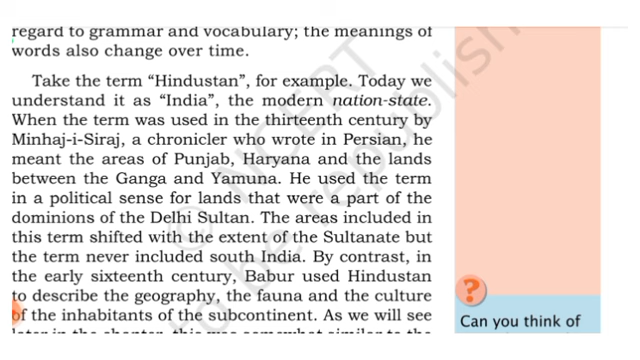 regard to grammar and vocabulary; the meanings of
words also change over time.
Take the term “Hindustan”, for example. Today we
understand it as “India”, the modern nation-state.
When the term was used in the thirteenth century by
Minhaj-i-Siraj, a chronicler who wrote in Persian, he
meant the areas of Punjab, Haryana and the lands
between the Ganga and Yamuna. He used the term
in a political sense for lands that were a part of the
dominions of the Delhi Sultan. The areas included in
this term shifted with the extent of the Sultanate but
the term never included south India. By contrast, in
the early sixteenth century, Babur used Hindustan
to describe the geography, the fauna and the culture
of the inhabitants of the subcontinent. As we will see
?
Can you think of
© NCERT
to be republish